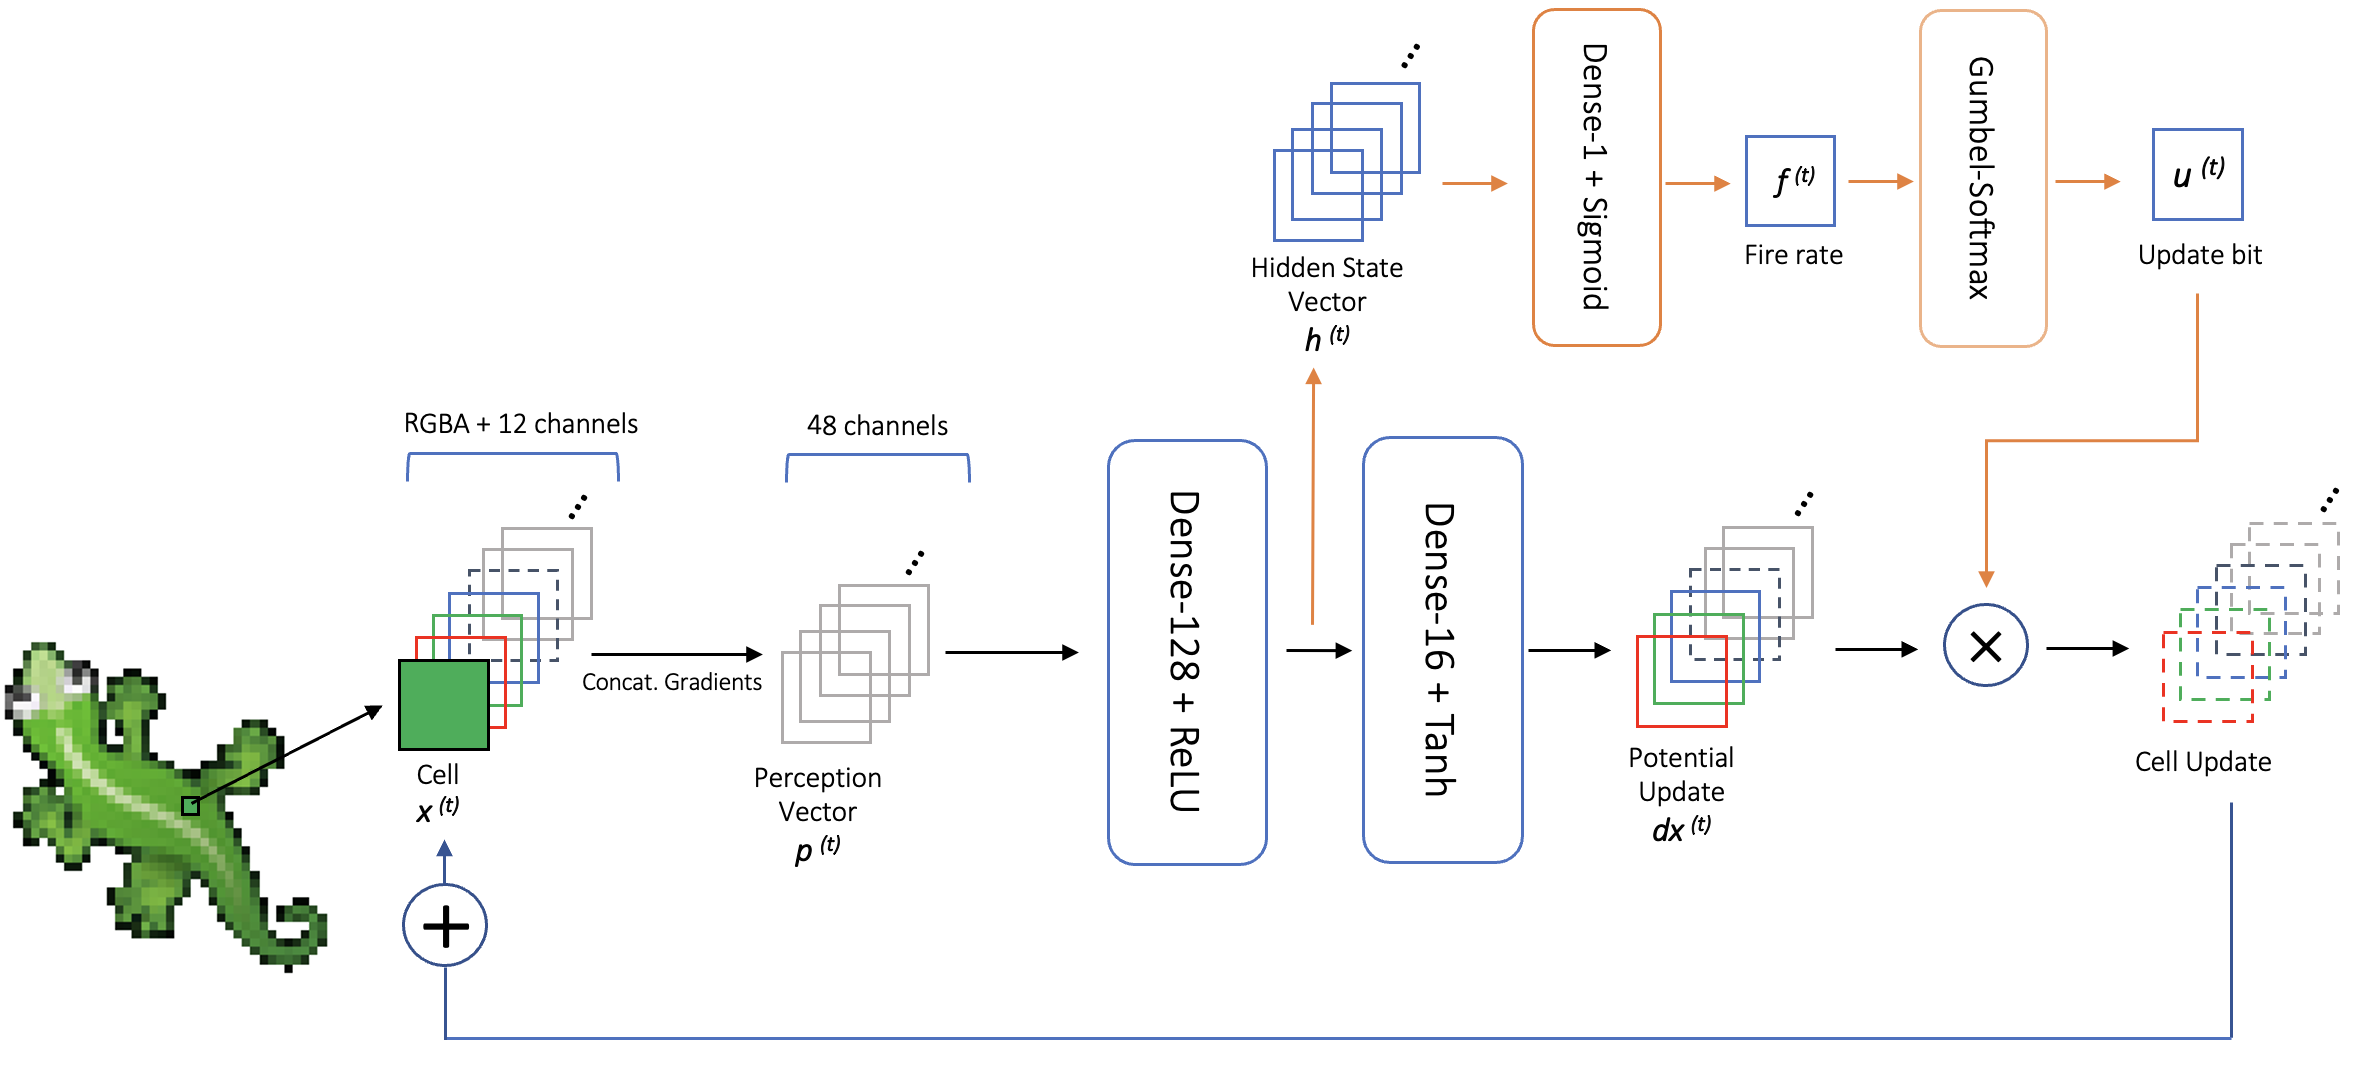 Dense-1 + Sigmoid
Gumbel-Softmax
f (t)
u (t)
Fire rate
Update bit
Hidden State
Vector
h (t)
RGBA + 12 channels
48 channels
Concat. Gradients
Dense-128 + ReLU
Dense-16 + Tanh
Cell
x (t)
Perception
Vector
p (t)
Potential
Update
dx (t)
×
Cell Update
+